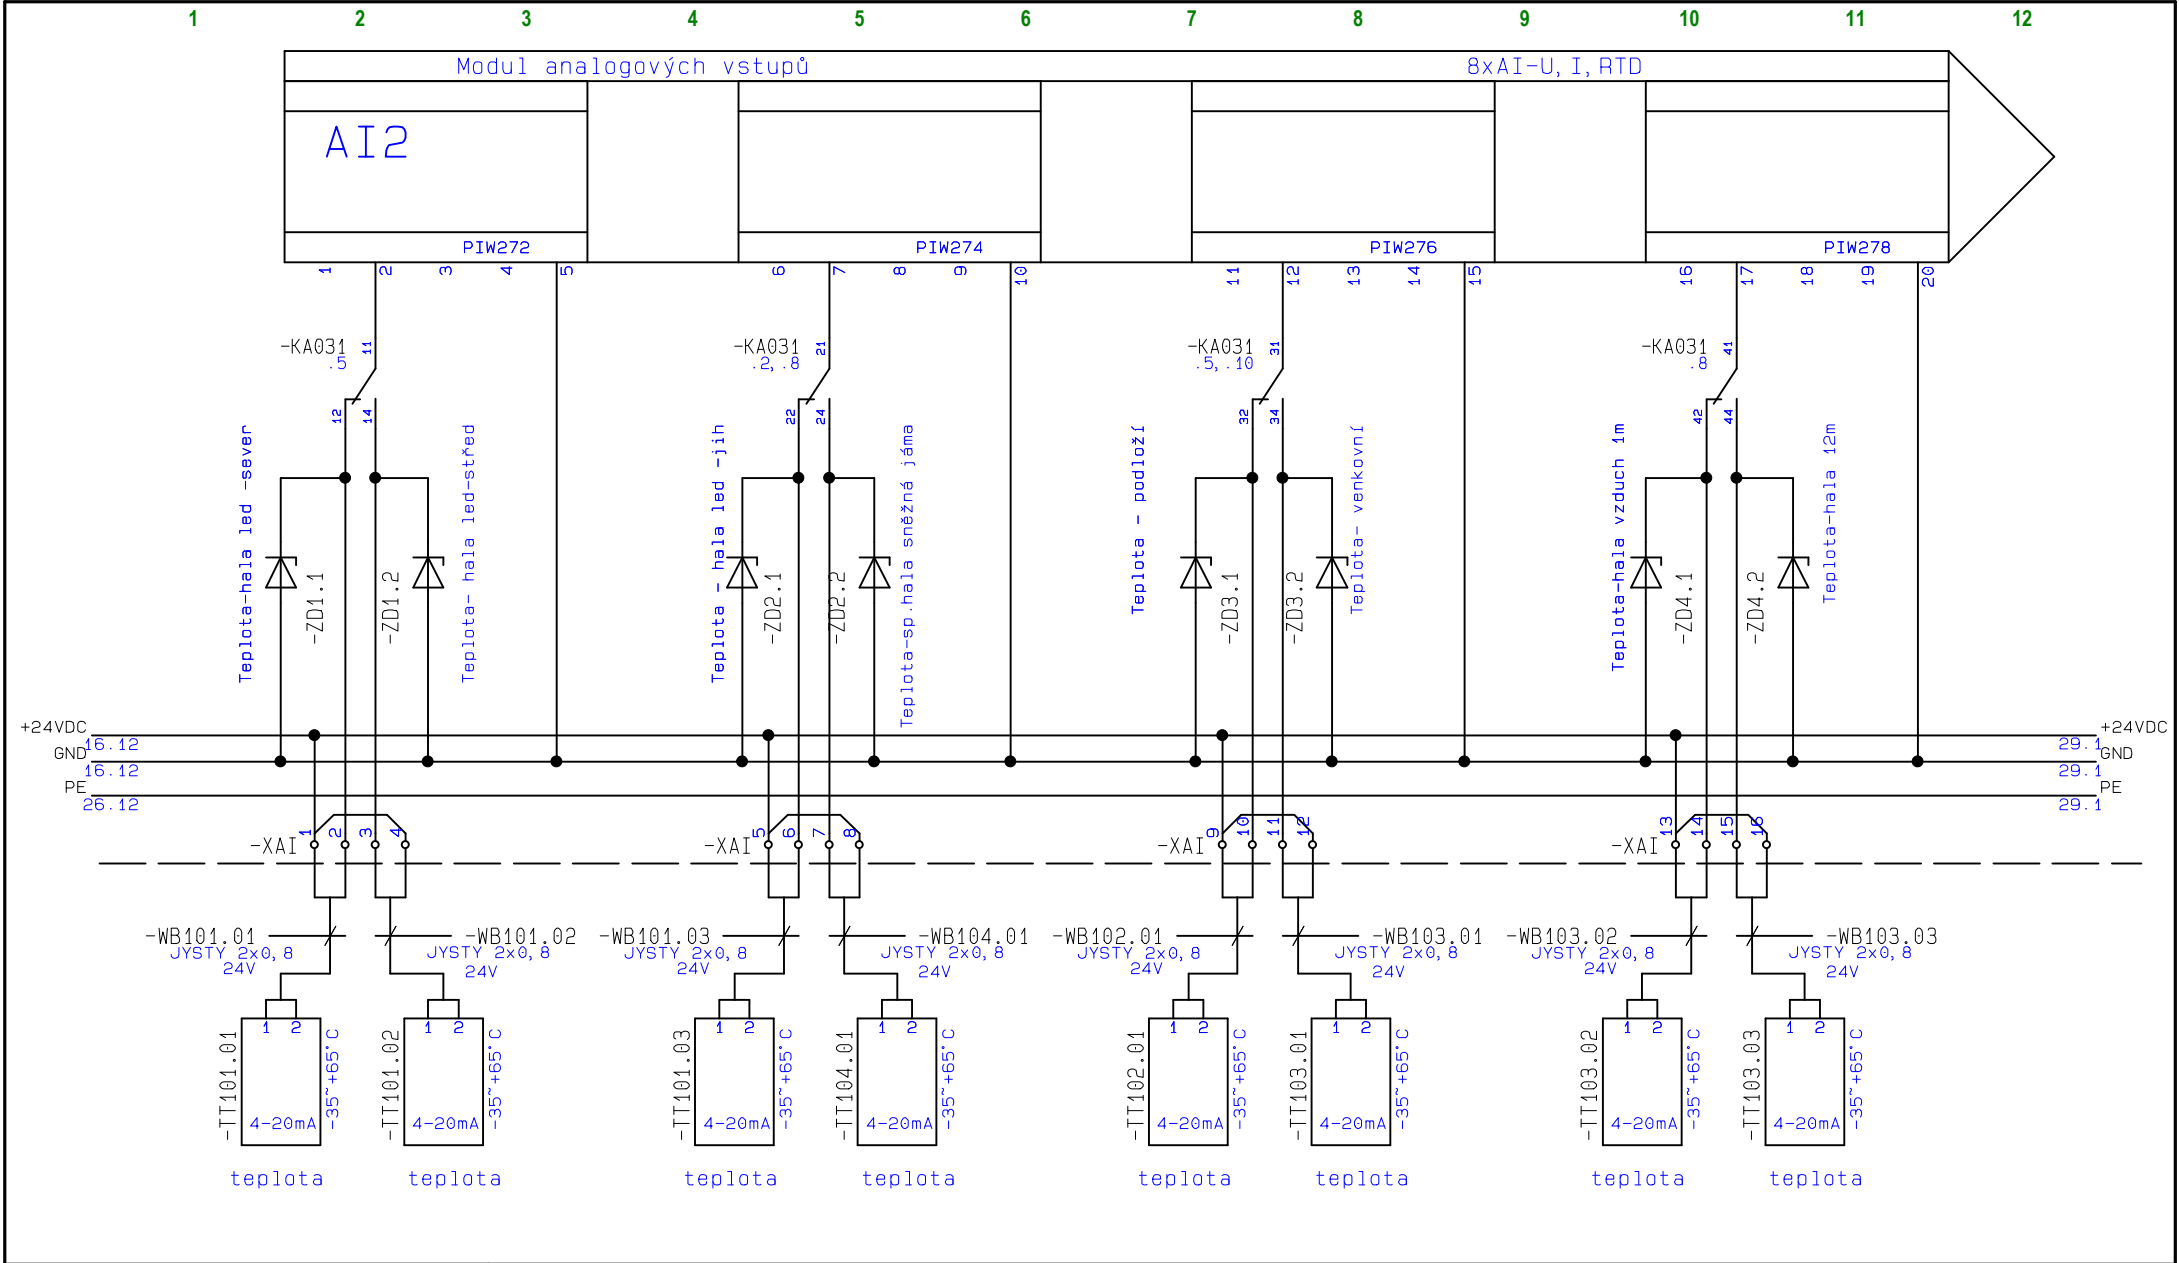 1 2 3 4 5 6 7 8 9 10 11 12
Modul analogových vstupů 8xAI-U, I, RTD
AI2
PIW272 PIW274 PIW276 PIW278
1 2 3 4 5 6 7 8 9 10 11 12 13 14 15 16 17 18 19 20
-KA031 11 -KA031 21 -KA031 31 -KA031 41
.5 .2, .8 .5, .10 .8
12 14 22 24 32 34 42 44
Teplota-hala led -sever
-ZD1.1
-ZD1.2
Teplota- hala led-střed
Teplota - hala led -jih
-ZD2.1
-ZD2.2
Teplota-sp.hala sněžná jáma
Teplota - podloží
-ZD3.1
-ZD3.2
Teplota- venkovní
Teplota-hala vzduch 1m
-ZD4.1
-ZD4.2
Teplota-hala 12m
+24VDC +24VDC
16.12 29.1
GND GND
16.12 29.1
PE PE
26.12 29.1
1 2 3 4 5 6 7 8 9 10 11 12 13 14 15 16
-XAI -XAI -XAI -XAI
-WB101.01 -WB101.02 -WB101.03 -WB104.01 -WB102.01 -WB103.01 -WB103.02 -WB103.03
JYSTY 2x0,8 JYSTY 2x0,8 JYSTY 2x0,8 JYSTY 2x0,8 JYSTY 2x0,8 JYSTY 2x0,8 JYSTY 2x0,8 JYSTY 2x0,8
24V 24V 24V 24V 24V 24V 24V 24V
1 2 1 2 1 2 1 2 1 2 1 2 1 2 1 2
-TT101.01
-35~+65°C
-TT101.02
-35~+65°C
-TT101.03
-35~+65°C
-TT104.01
-35~+65°C
-TT102.01
-35~+65°C
-TT103.01
-35~+65°C
-TT103.02
-35~+65°C
-TT103.03
-35~+65°C
4-20mA 4-20mA 4-20mA 4-20mA 4-20mA 4-20mA 4-20mA 4-20mA
teplota teplota teplota teplota teplota teplota teplota teplota